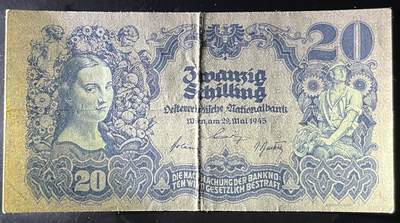 20
Zwanzig
Schilling
Oesterreichische Nationalbank
Wien, am 29. Mai 1945
20
DIE NACHMACHUNG DER BANKNO-
TEN WIRD GESETZLICH BESTRAFT